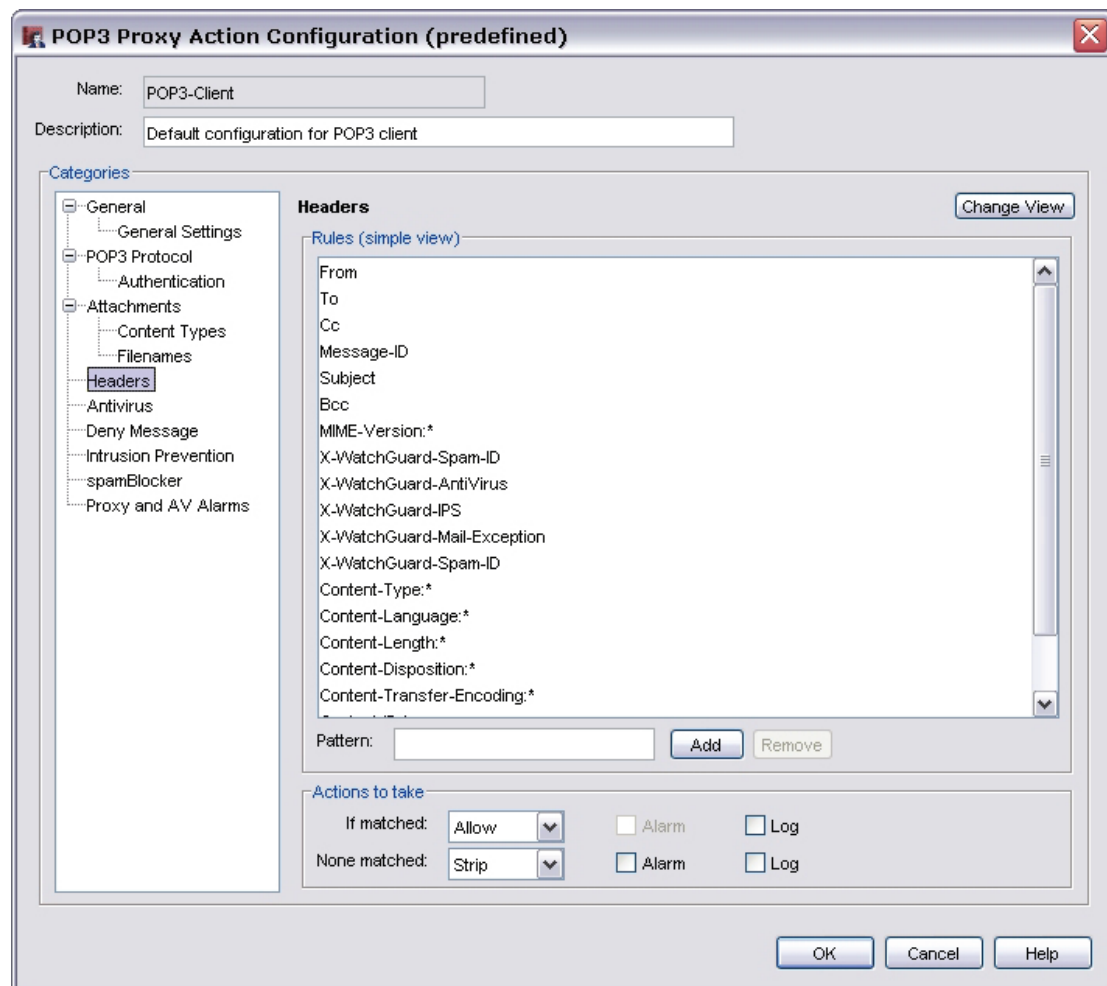 POP3 Proxy Action Configuration (predefined)
Name: POP3-Client
Description: Default configuration for POP3 client
Categories
General
General Settings
POP3 Protocol
Authentication
Attachments
Content Types
Filenames
Headers
Antivirus
Deny Message
Intrusion Prevention
spamBlocker
Proxy and AV Alarms
Headers Change View
Rules (simple view)
From
To
Cc
Message-ID
Subject
Bcc
MIME-Version:*
X-WatchGuard-Spam-ID
X-WatchGuard-AntiVirus
X-WatchGuard-IPS
X-WatchGuard-Mail-Exception
X-WatchGuard-Spam-ID
Content-Type:*
Content-Language:*
Content-Length:*
Content-Disposition:*
Content-Transfer-Encoding:*
Pattern: Add Remove
Actions to take
If matched: Allow Alarm Log
None matched: Strip Alarm Log
OK Cancel Help